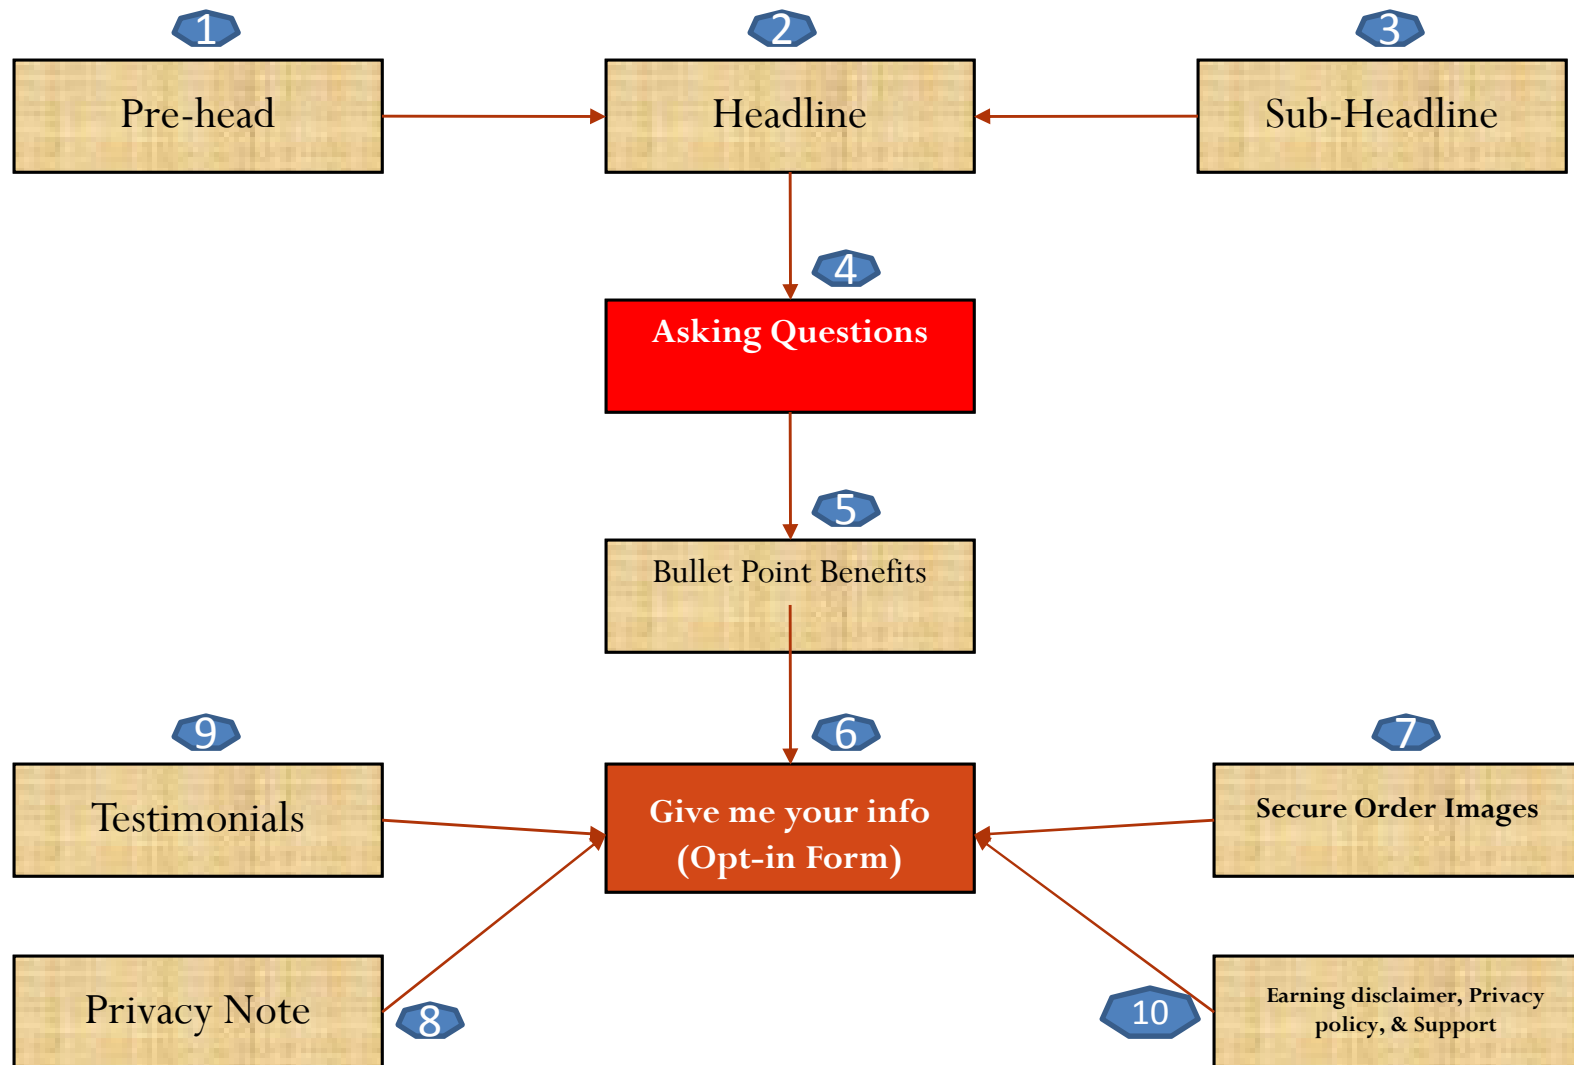 1
2
3
Pre-head
Headline
Sub-Headline
4
Asking Questions
5
Bullet Point Benefits
9
6
7
Testimonials
Give me your info
(Opt-in Form)
Secure Order Images
Privacy Note
8
10
Earning disclaimer, Privacy
policy, & Support